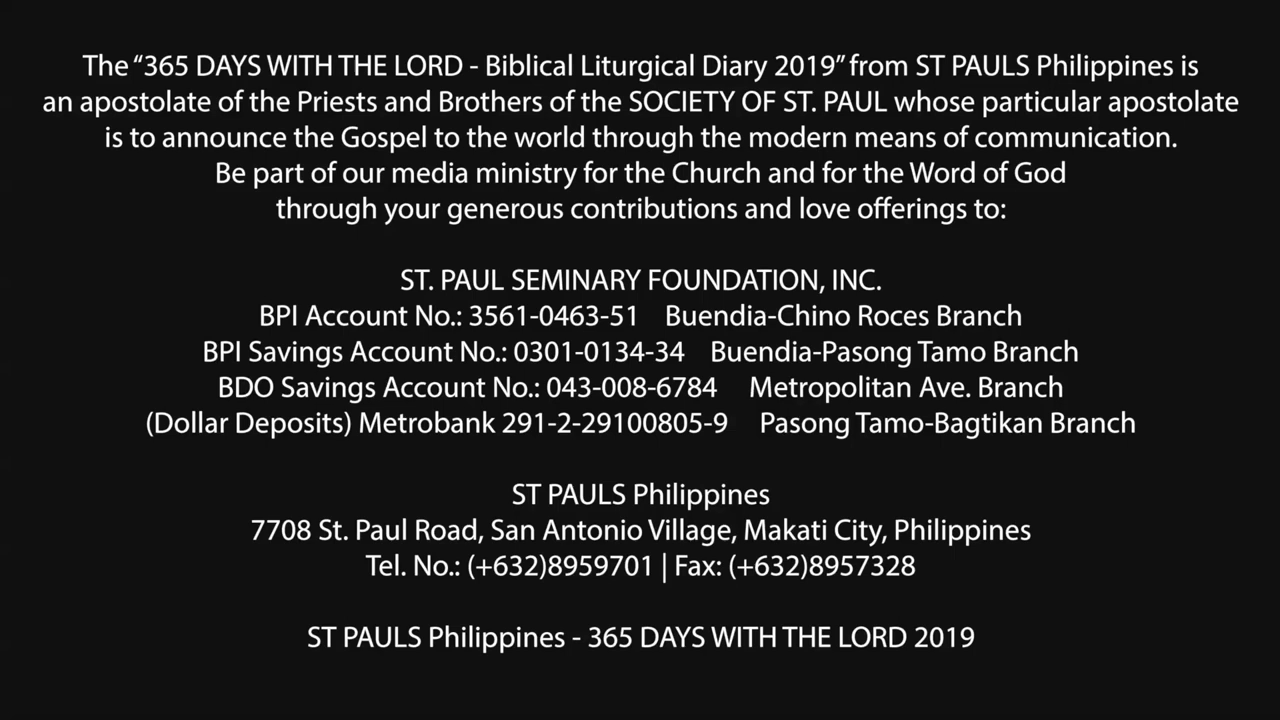 The “365 DAYS WITH THE LORD - Biblical Liturgical Diary 2019” from ST PAULS Philippines is
an apostolate of the Priests and Brothers of the SOCIETY OF ST. PAUL whose particular apostolate
is to announce the Gospel to the world through the modern means of communication.
Be part of our media ministry for the Church and for the Word of God
through your generous contributions and love offerings to:
ST. PAUL SEMINARY FOUNDATION, INC.
BPI Account No.: 3561-0463-51 Buendia-Chino Roces Branch
BPI Savings Account No.: 0301-0134-34 Buendia-Pasong Tamo Branch
BDO Savings Account No.: 043-008-6784 Metropolitan Ave. Branch
(Dollar Deposits) Metrobank 291-2-29100805-9 Pasong Tamo-Bagtikan Branch
ST PAULS Philippines
7708 St. Paul Road, San Antonio Village, Makati City, Philippines
Tel. No.: (+632)8959701 | Fax: (+632)8957328
ST PAULS Philippines - 365 DAYS WITH THE LORD 2019